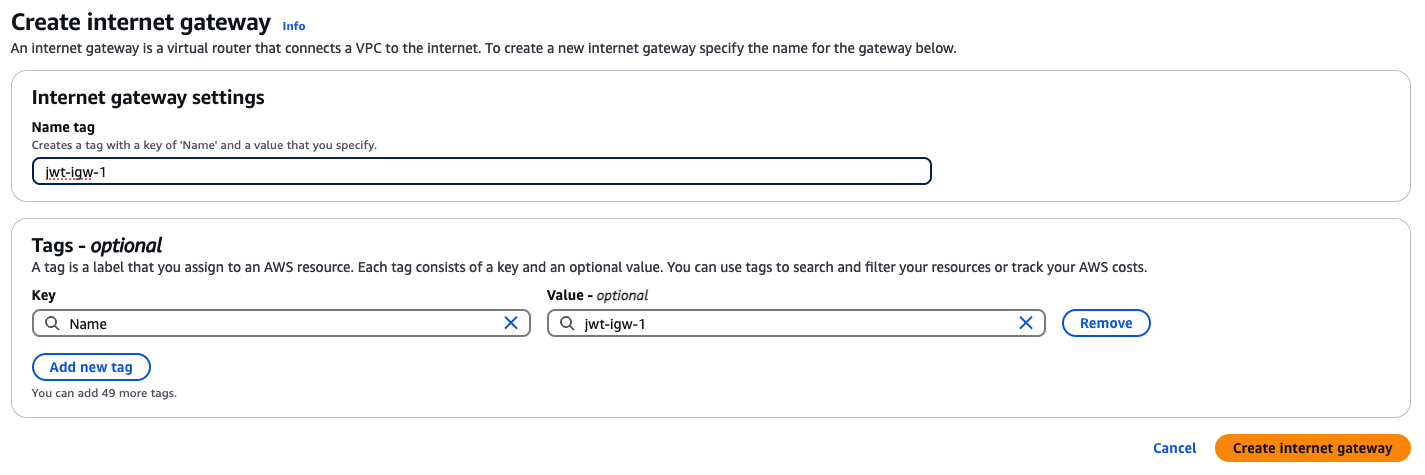 Create internet gateway Info
An internet gateway is a virtual router that connects a VPC to the internet. To create a new internet gateway specify the name for the gateway below.
Internet gateway settings
Name tag
Creates a tag with a key of 'Name' and a value that you specify.
jwt-igw-1
Tags - optional
A tag is a label that you assign to an AWS resource. Each tag consists of a key and an optional value. You can use tags to search and filter your resources or track your AWS costs.
Key Value - optional
Name jwt-igw-1 Remove
Add new tag
You can add 49 more tags.
Cancel Create internet gateway